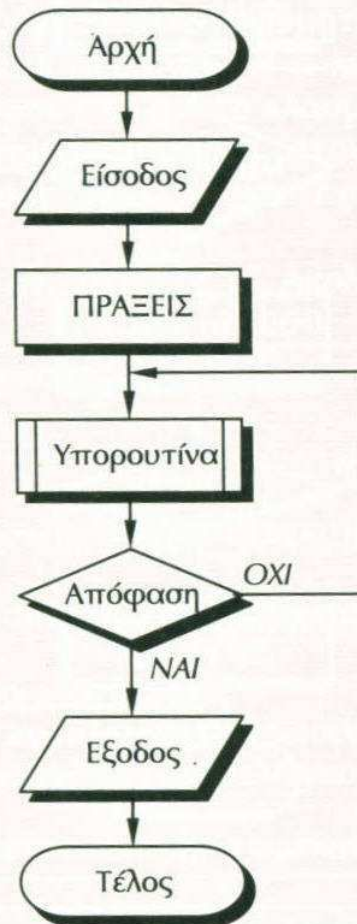 Αρχή
Είσοδος
ΠΡΑΞΕΙΣ
Υπορουτίνα
Απόφαση
ΟΧΙ
ΝΑΙ
Εξοδος
Τέλος